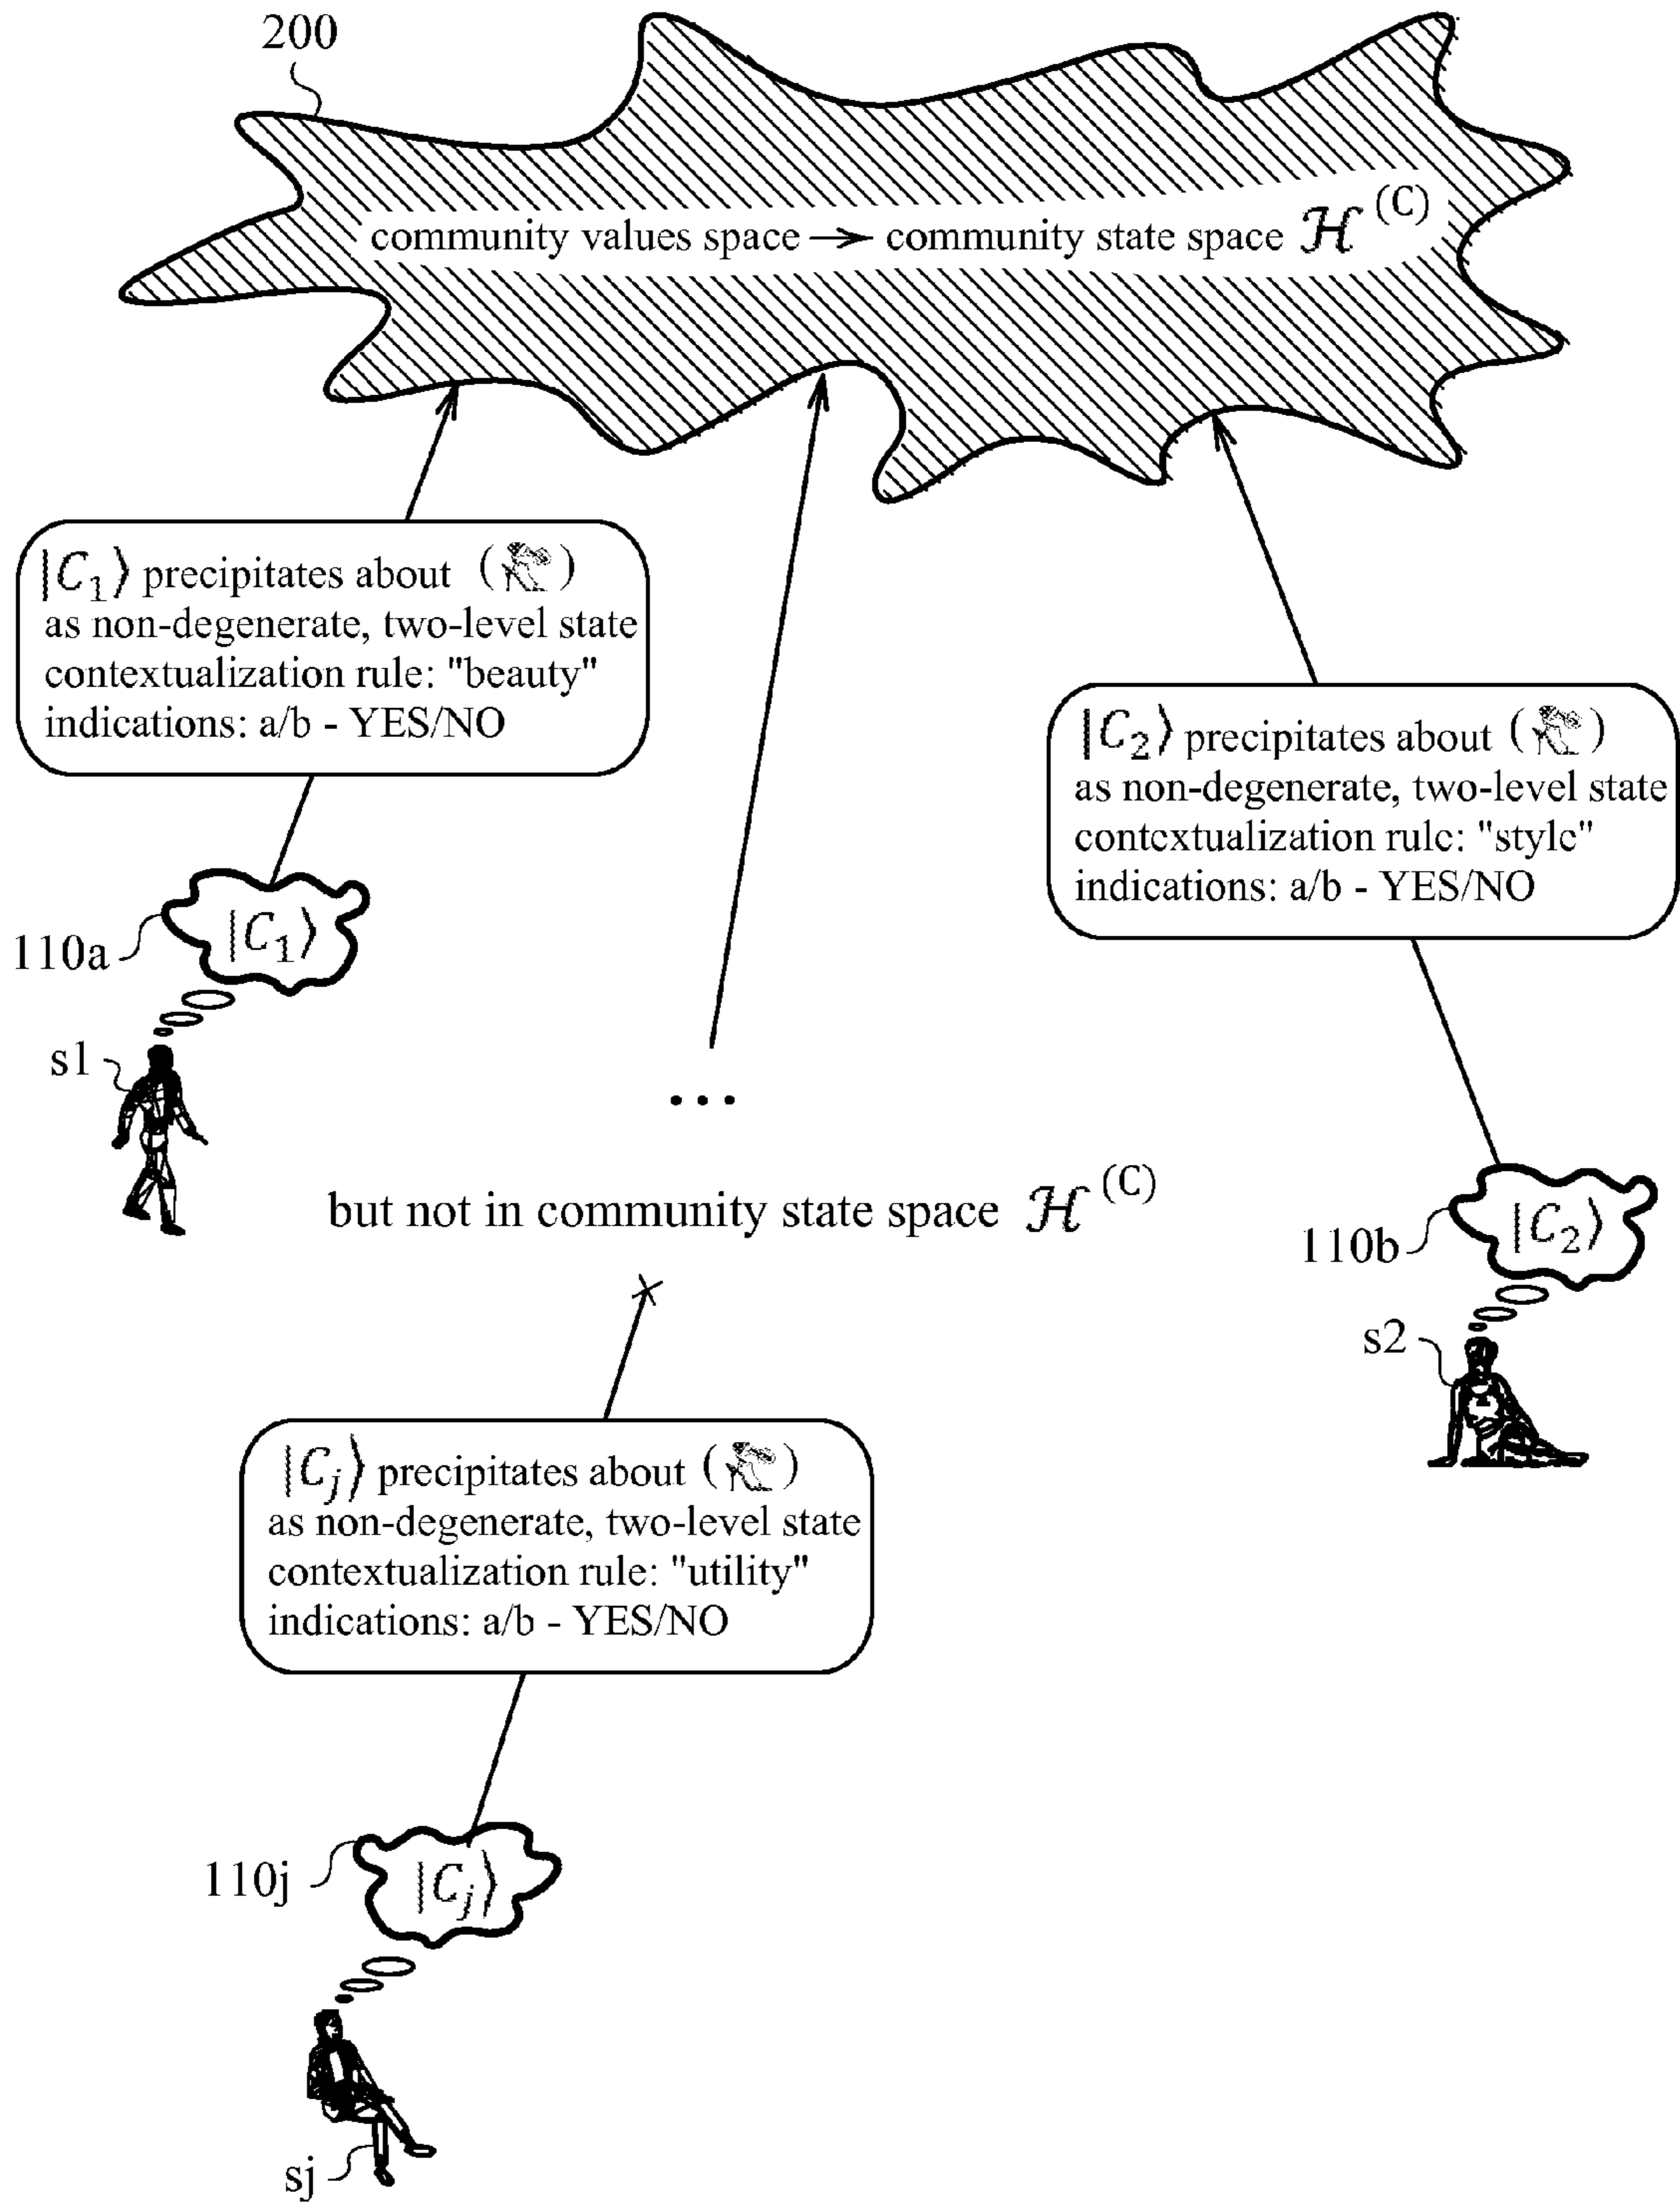 200
community values space → community state space ℋ^(C)
|C₁⟩ precipitates about ( )
as non-degenerate, two-level state
contextualization rule: "beauty"
indications: a/b - YES/NO
|C₂⟩ precipitates about ( )
as non-degenerate, two-level state
contextualization rule: "style"
indications: a/b - YES/NO
110a
|C₁⟩
s1
...
but not in community state space ℋ^(C)
110b
|C₂⟩
s2
|Cⱼ⟩ precipitates about ( )
as non-degenerate, two-level state
contextualization rule: "utility"
indications: a/b - YES/NO
110j
|Cⱼ⟩
sj